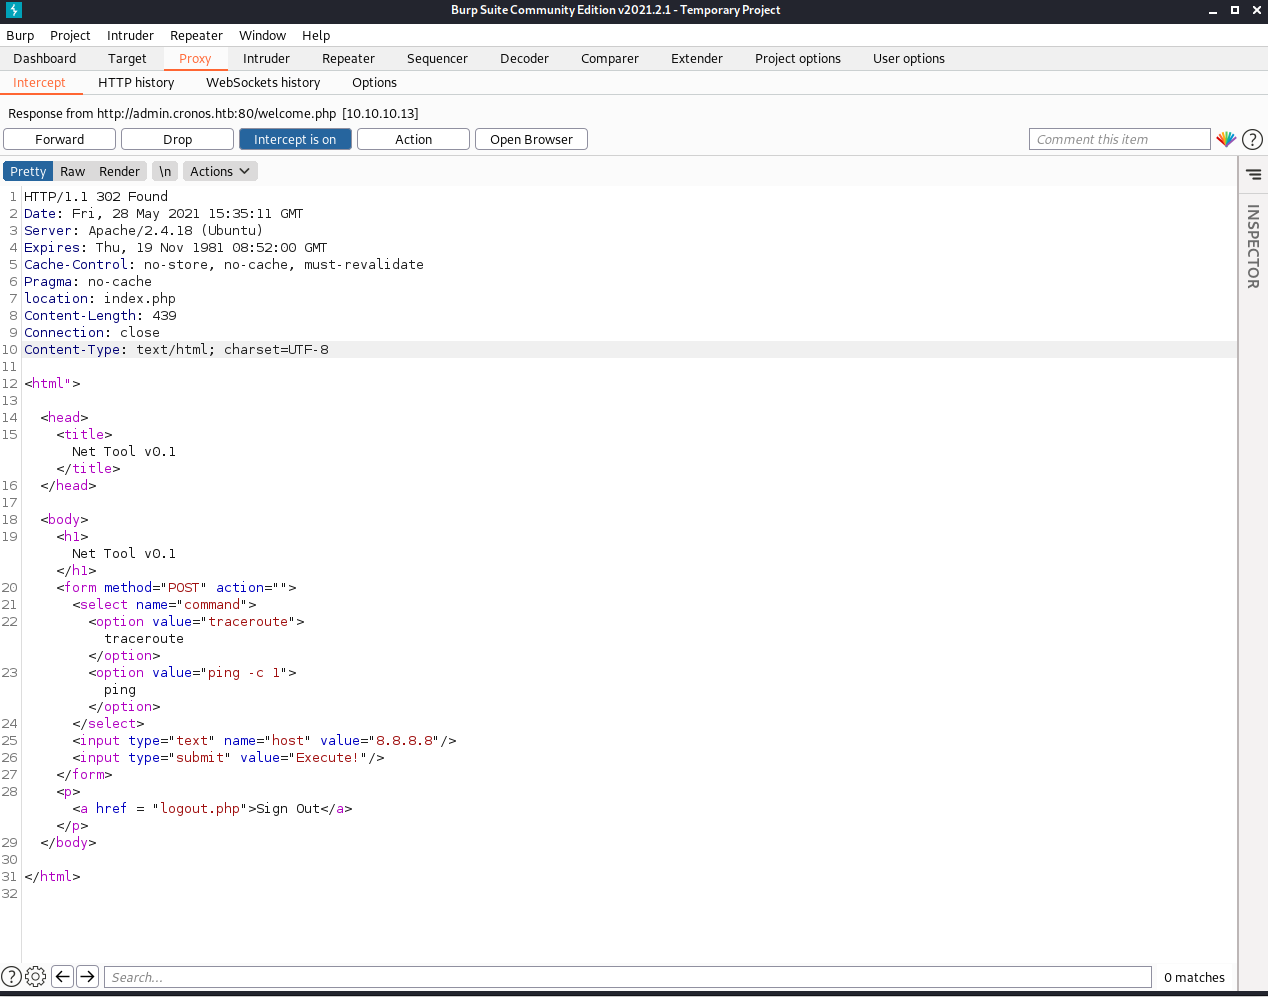 Burp Suite Community Edition v2021.2.1 - Temporary Project
Burp Project Intruder Repeater Window Help
Dashboard Target Proxy Intruder Repeater Sequencer Decoder Comparer Extender Project options User options
Intercept HTTP history WebSockets history Options
Response from http://admin.cronos.htb:80/welcome.php [10.10.10.13]
Forward Drop Intercept is on Action Open Browser Comment this item ?
Pretty Raw Render \n Actions
INSPECTOR
1 HTTP/1.1 302 Found
2 Date: Fri, 28 May 2021 15:35:11 GMT
3 Server: Apache/2.4.18 (Ubuntu)
4 Expires: Thu, 19 Nov 1981 08:52:00 GMT
5 Cache-Control: no-store, no-cache, must-revalidate
6 Pragma: no-cache
7 location: index.php
8 Content-Length: 439
9 Connection: close
10 Content-Type: text/html; charset=UTF-8
11
12 <html">
13
14 <head>
15 <title>
Net Tool v0.1
</title>
16 </head>
17
18 <body>
19 <h1>
Net Tool v0.1
</h1>
20 <form method="POST" action="">
21 <select name="command">
22 <option value="traceroute">
traceroute
</option>
23 <option value="ping -c 1">
ping
</option>
24 </select>
25 <input type="text" name="host" value="8.8.8.8"/>
26 <input type="submit" value="Execute!"/>
27 </form>
28 <p>
<a href = "logout.php">Sign Out</a>
</p>
29 </body>
30
31 </html>
32
? Search... 0 matches